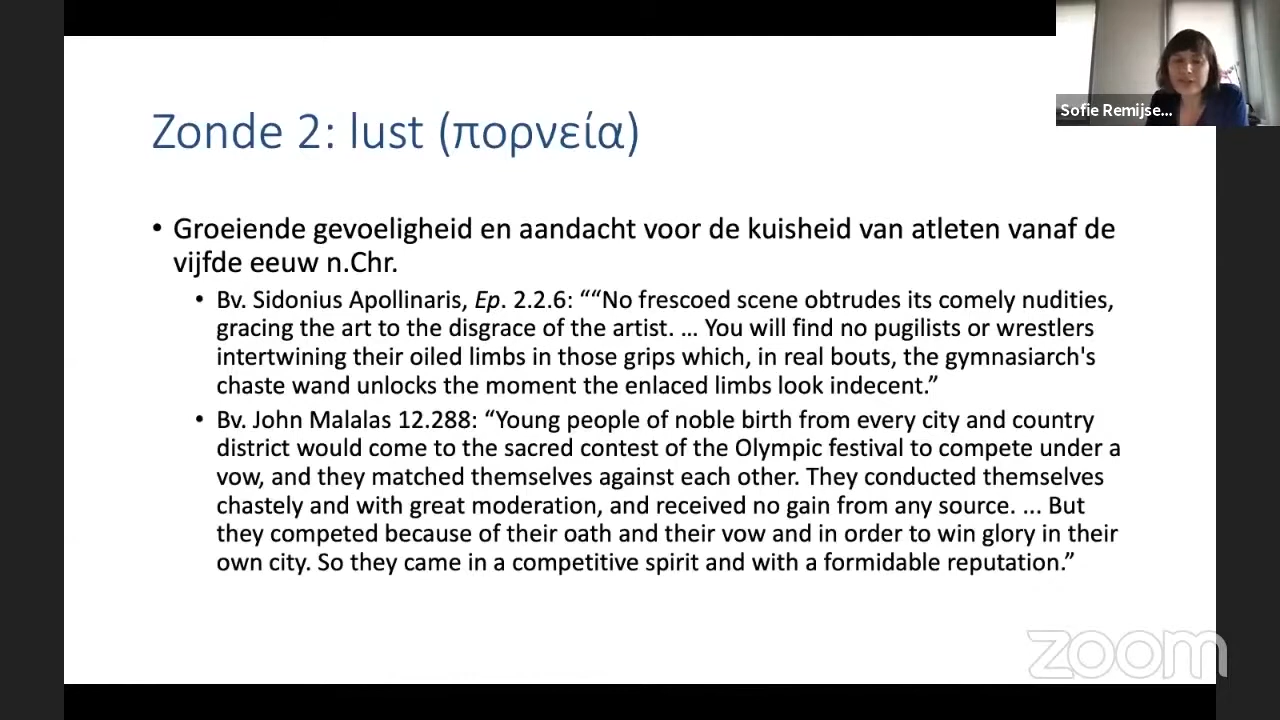 Sofie Remijse...
Zonde 2: lust (πορνεία)
• Groeiende gevoeligheid en aandacht voor de kuisheid van atleten vanaf de
vijfde eeuw n.Chr.
• Bv. Sidonius Apollinaris, Ep. 2.2.6: ““No frescoed scene obtrudes its comely nudities,
gracing the art to the disgrace of the artist. … You will find no pugilists or wrestlers
intertwining their oiled limbs in those grips which, in real bouts, the gymnasiarch's
chaste wand unlocks the moment the enlaced limbs look indecent.”
• Bv. John Malalas 12.288: “Young people of noble birth from every city and country
district would come to the sacred contest of the Olympic festival to compete under a
vow, and they matched themselves against each other. They conducted themselves
chastely and with great moderation, and received no gain from any source. ... But
they competed because of their oath and their vow and in order to win glory in their
own city. So they came in a competitive spirit and with a formidable reputation.”
zoom